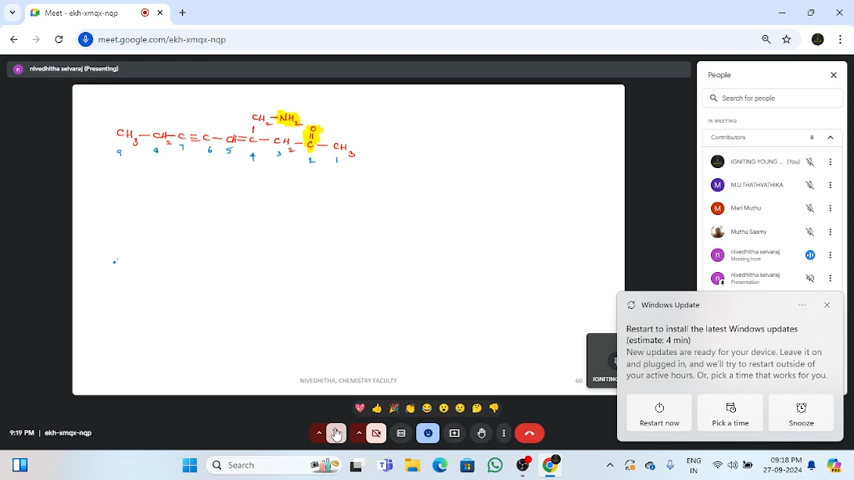 Meet - ekh-xmqx-nqp
meet.google.com/ekh-xmqx-nqp
n nivedhitha selvaraj (Presenting)
CH2 - NH2
O
CH3 - CH2 - C ≡ C - CH = C - CH2 - C - CH3
9 8 7 6 5 4 3 2 1
NIVEDHITHA, CHEMISTRY FACULTY 60
People
Search for people
IN MEETING
Contributors 8
IGNITING YOUNG ... (You)
M M.U THATHVATHIKA
M Mari Muthu
Muthu Saamy
n nivedhitha selvaraj
Meeting host
n nivedhitha selvaraj
Presentation
IGNITIN
Windows Update
Restart to install the latest Windows updates
(estimate: 4 min)
New updates are ready for your device. Leave it on
and plugged in, and we'll try to restart outside of
your active hours. Or, pick a time that works for you.
Restart now Pick a time Snooze
9:19 PM | ekh-xmqx-nqp
Search
ENG
IN
09:18 PM
27-09-2024